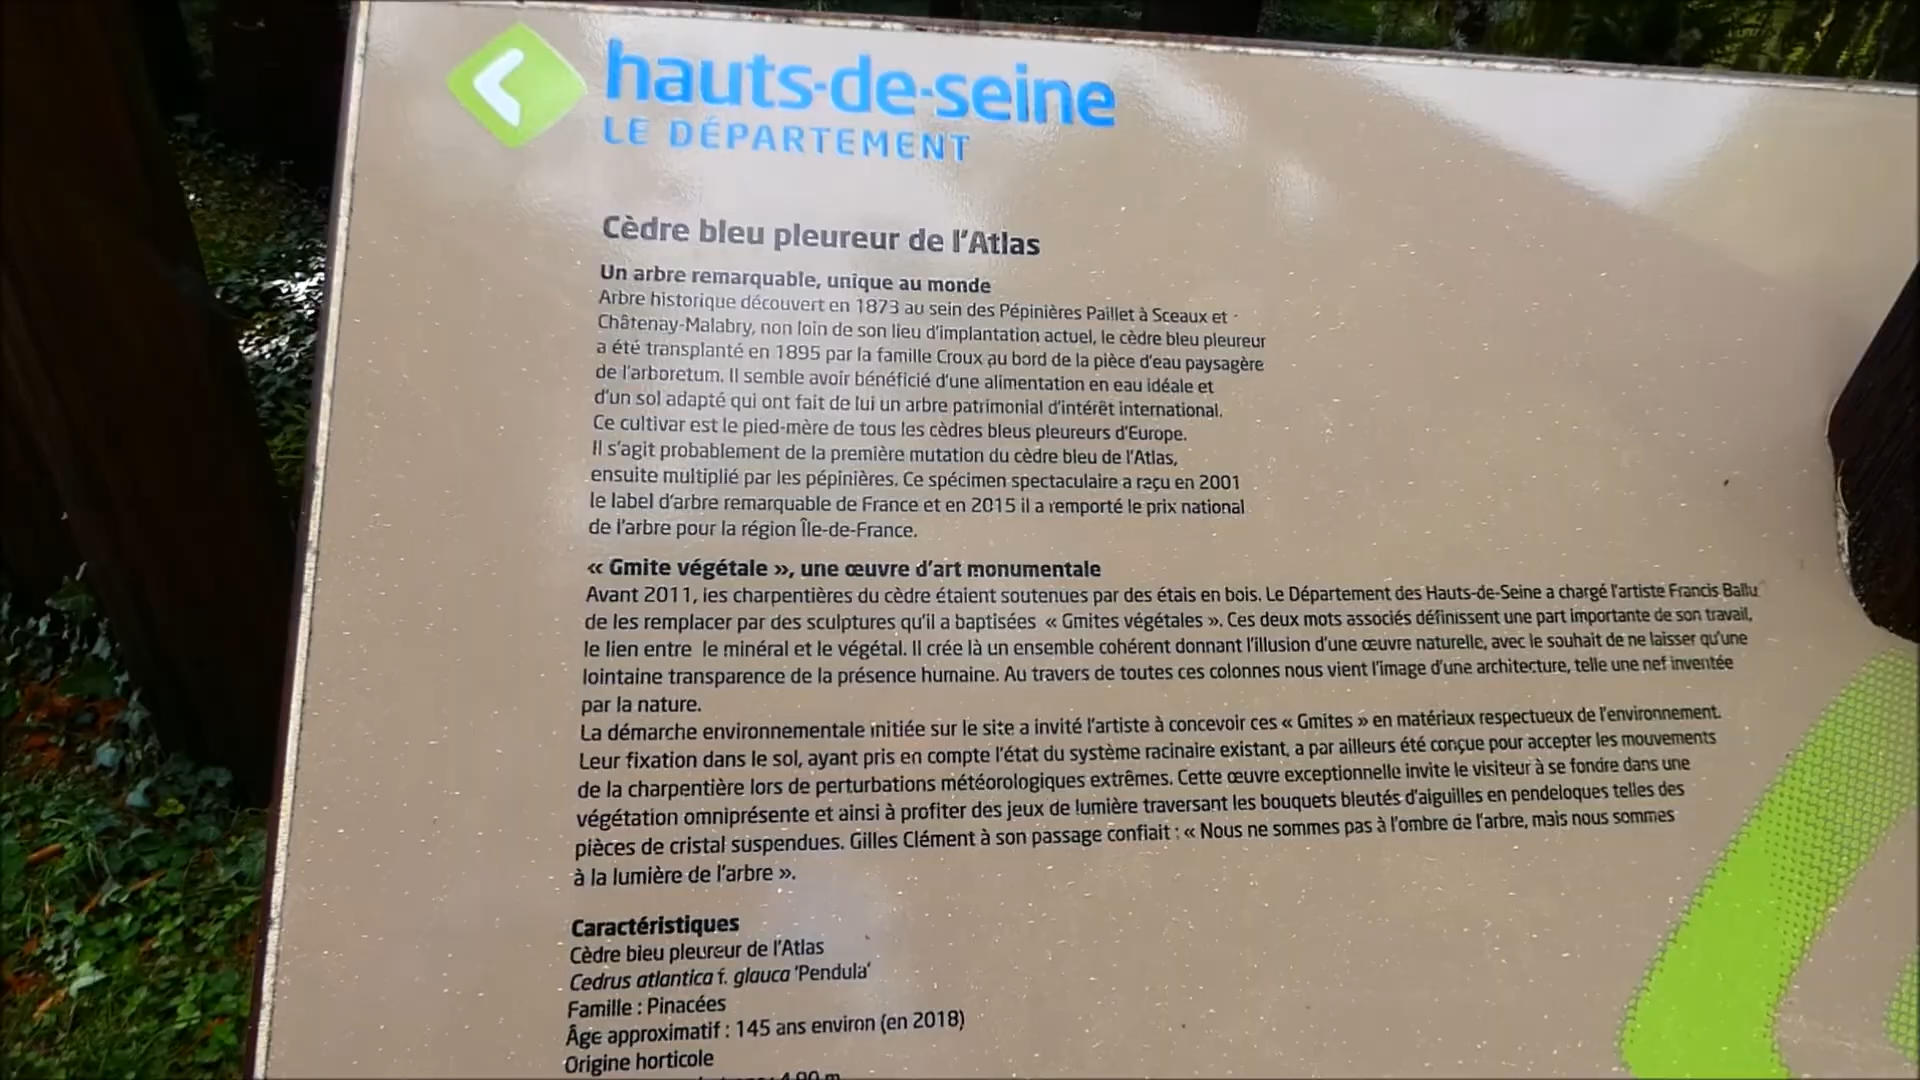 hauts-de-seine
LE DÉPARTEMENT
Cèdre bleu pleureur de l'Atlas
Un arbre remarquable, unique au monde
Arbre historique découvert en 1873 au sein des Pépinières Paillet à Sceaux et
Châtenay-Malabry, non loin de son lieu d'implantation actuel, le cèdre bleu pleureur
a été transplanté en 1895 par la famille Croux au bord de la pièce d'eau paysagère
de l'arboretum. Il semble avoir bénéficié d'une alimentation en eau idéale et
d'un sol adapté qui ont fait de lui un arbre patrimonial d'intérêt international.
Ce cultivar est le pied-mère de tous les cèdres bleus pleureurs d'Europe.
Il s'agit probablement de la première mutation du cèdre bleu de l'Atlas,
ensuite multiplié par les pépinières. Ce spécimen spectaculaire a reçu en 2001
le label d'arbre remarquable de France et en 2015 il a remporté le prix national
de l'arbre pour la région Île-de-France.
« Gmite végétale », une œuvre d'art monumentale
Avant 2011, les charpentières du cèdre étaient soutenues par des étais en bois. Le Département des Hauts-de-Seine a chargé l'artiste Francis Ballu
de les remplacer par des sculptures qu'il a baptisées « Gmites végétales ». Ces deux mots associés définissent une part importante de son travail,
le lien entre le minéral et le végétal. Il crée là un ensemble cohérent donnant l'illusion d'une œuvre naturelle, avec le souhait de ne laisser qu'une
lointaine transparence de la présence humaine. Au travers de toutes ces colonnes nous vient l'image d'une architecture, telle une nef inventée
par la nature.
La démarche environnementale initiée sur le site a invité l'artiste à concevoir ces « Gmites » en matériaux respectueux de l'environnement.
Leur fixation dans le sol, ayant pris en compte l'état du système racinaire existant, a par ailleurs été conçue pour accepter les mouvements
de la charpentière lors de perturbations météorologiques extrêmes. Cette œuvre exceptionnelle invite le visiteur à se fondre dans une
végétation omniprésente et ainsi à profiter des jeux de lumière traversant les bouquets bleutés d'aiguilles en pendeloques telles des
pièces de cristal suspendues. Gilles Clément à son passage confiait : « Nous ne sommes pas à l'ombre de l'arbre, mais nous sommes
à la lumière de l'arbre ».
Caractéristiques
Cèdre bleu pleureur de l'Atlas
Cedrus atlantica f. glauca 'Pendula'
Famille : Pinacées
Âge approximatif : 145 ans environ (en 2018)
Origine horticole
4,90 m